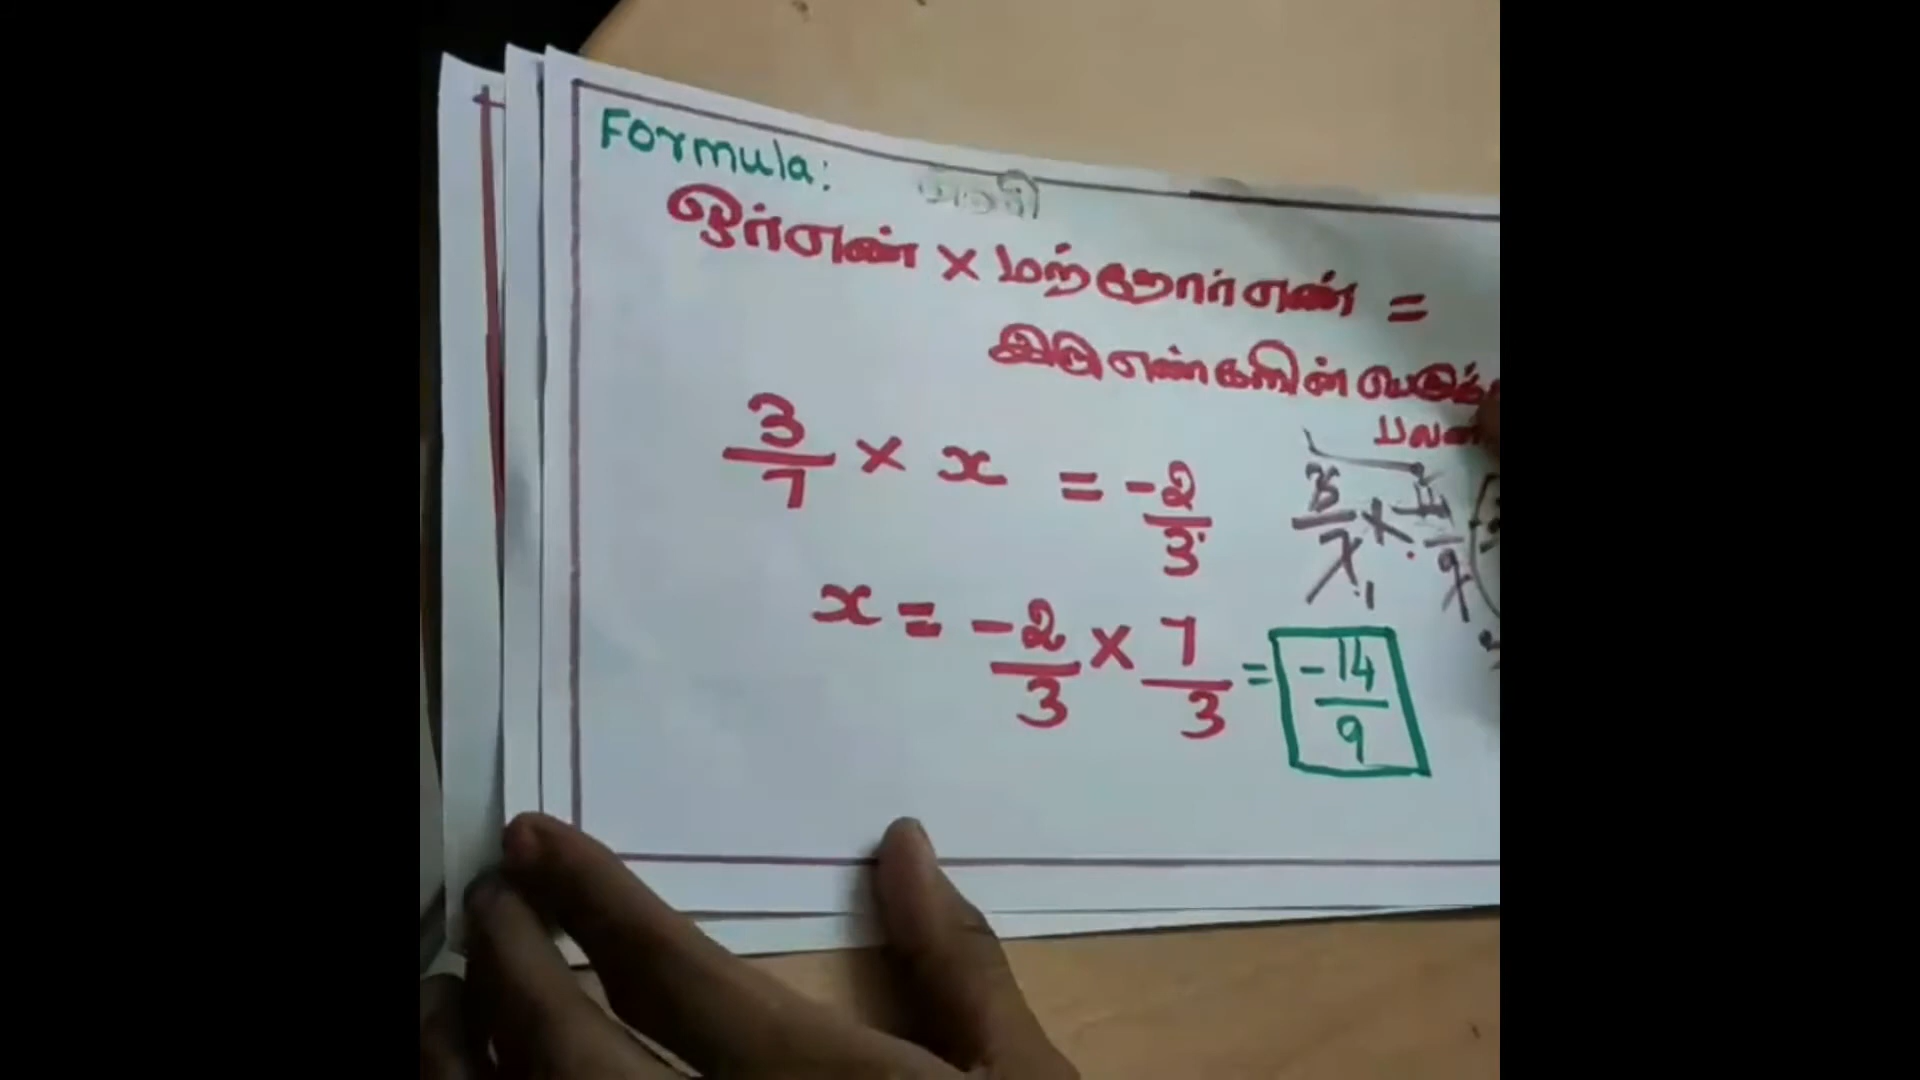 Formula:
ஓர்எண் × மற்றோர்எண் =
இருஎண்களின் பெருக்
பலன்
3/7 × x = -2/3
x = -2/3 × 7/3 = -14/9